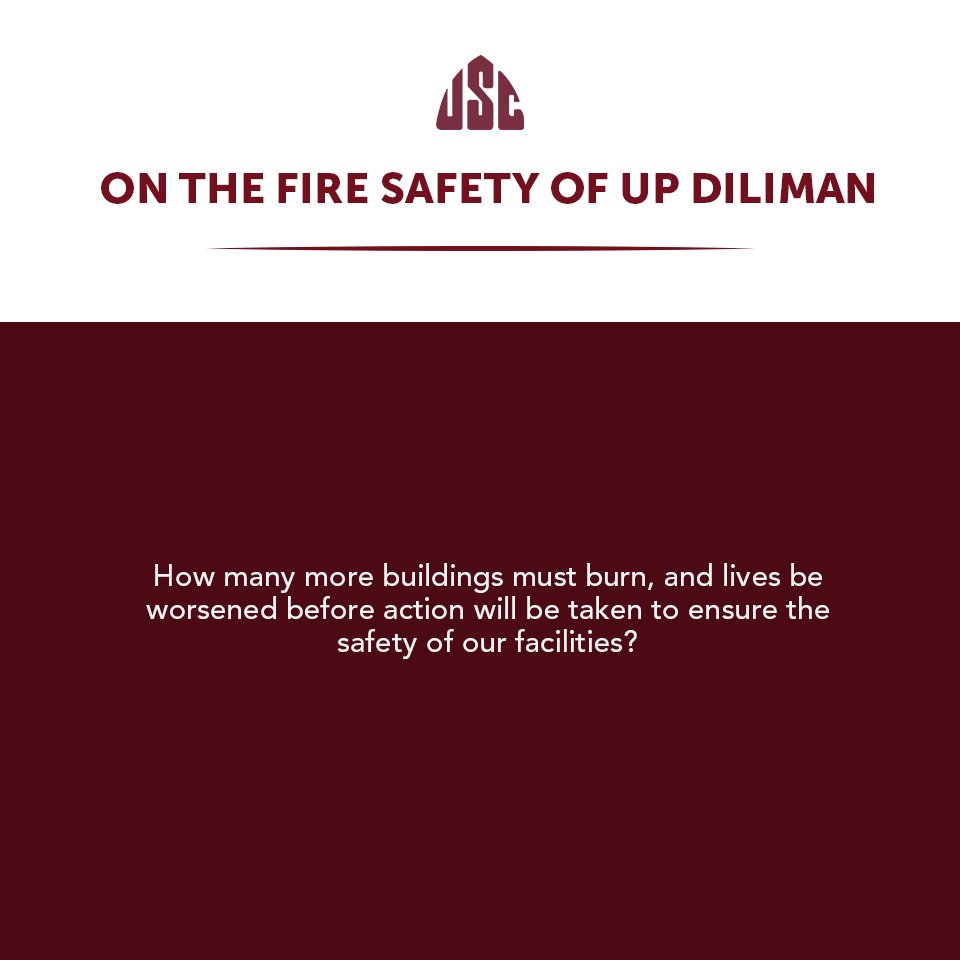 USC
ON THE FIRE SAFETY OF UP DILIMAN
How many more buildings must burn, and lives be
worsened before action will be taken to ensure the
safety of our facilities?